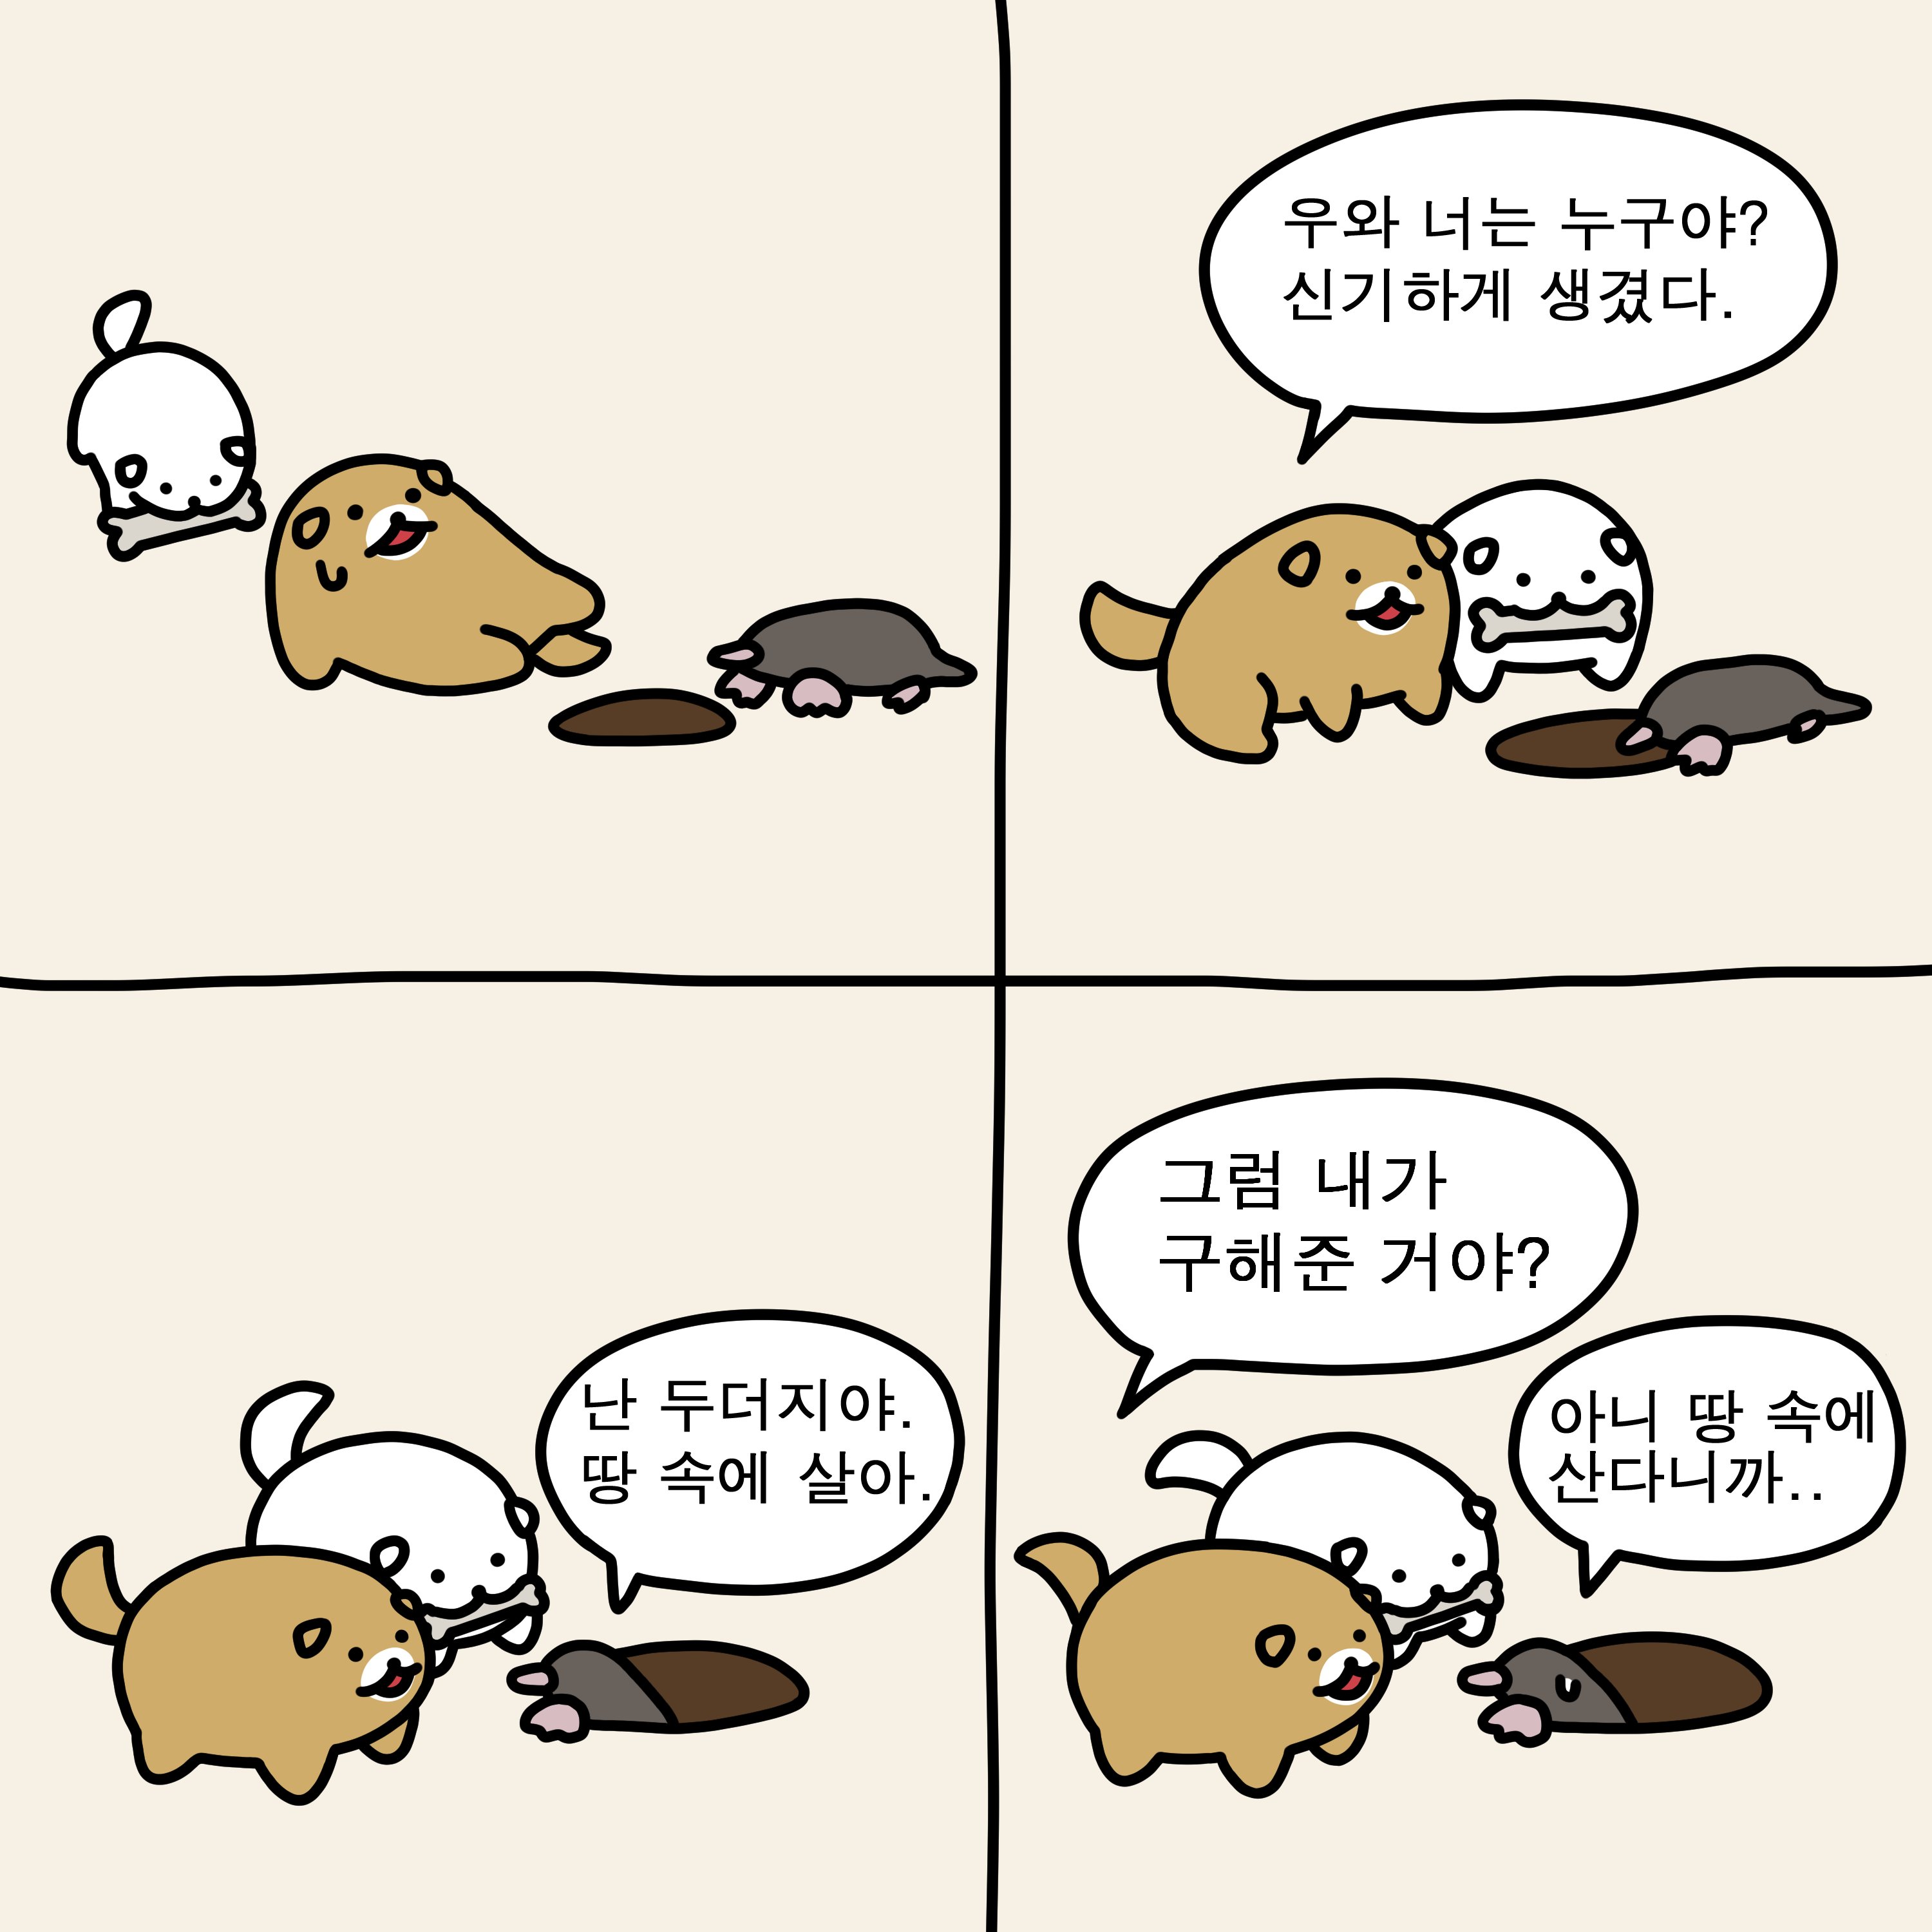 우와 너는 누구야?
신기하게 생겼다.
난 두더지야.
땅 속에 살아.
그럼 내가
구해준 거야?
아니 땅 속에
산다니까..